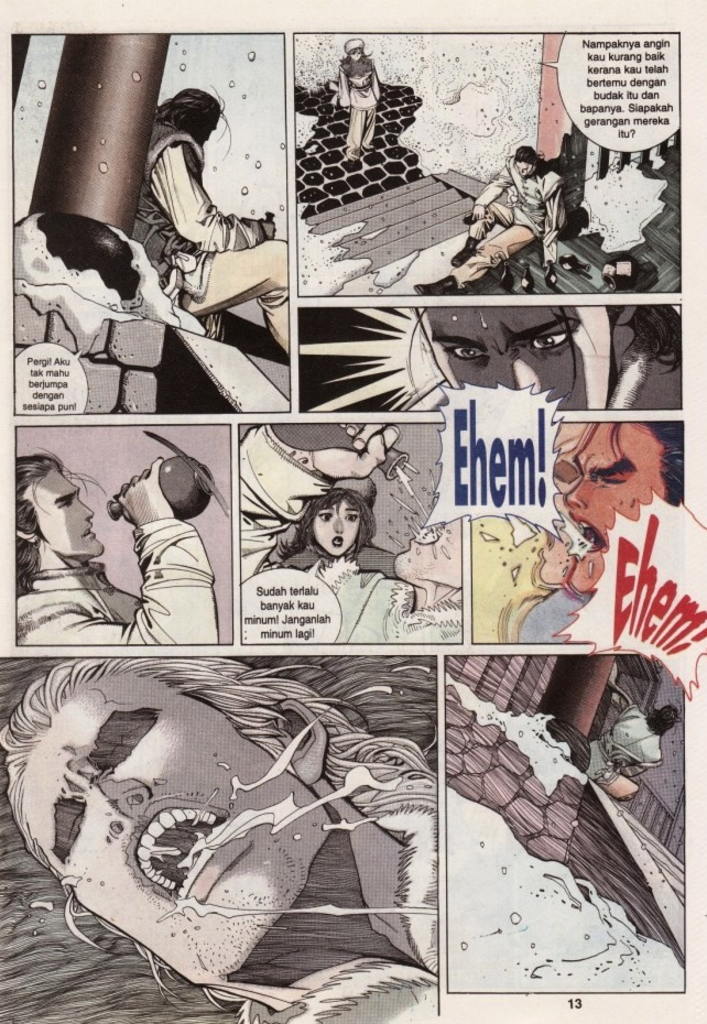 Nampaknya angin
kau kurang baik
kerana kau telah
bertemu dengan
budak itu dan
bapanya. Siapakah
gerangan mereka
itu?
Pergi! Aku
tak mahu
berjumpa
dengan
sesiapa pun!
Ehem!
Ehem!
Sudah terlalu
banyak kau
minum! Janganlah
minum lagi!
13